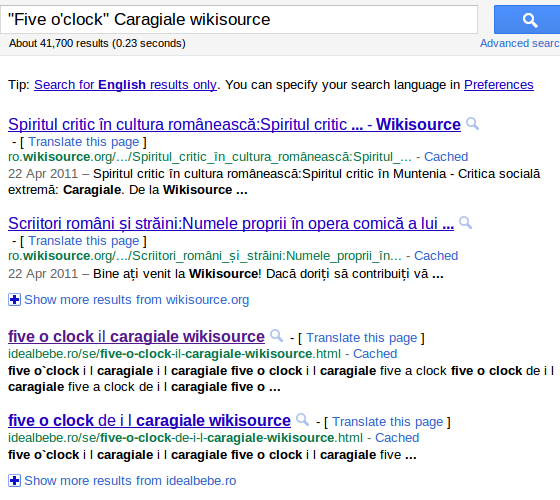 "Five o'clock" Caragiale wikisource
About 41,700 results (0.23 seconds)
Advanced searc
Tip: Search for English results only. You can specify your search language in Preferences
Spiritul critic în cultura românească:Spiritul critic ... - Wikisource
- [ Translate this page ]
ro.wikisource.org/.../Spiritul_critic_în_cultura_românească:Spiritul_... - Cached
22 Apr 2011 – Spiritul critic în cultura românească:Spiritul critic în Muntenia - Critica socială
extremă: Caragiale. De la Wikisource ...
Scriitori români și străini:Numele proprii în opera comică a lui ...
- [ Translate this page ]
ro.wikisource.org/.../Scriitori_români_și_străini:Numele_proprii_în... - Cached
22 Apr 2011 – Bine ați venit la Wikisource! Dacă doriți să contribuiți vă ...
Show more results from wikisource.org
five o clock il caragiale wikisource - [ Translate this page ]
idealbebe.ro/se/five-o-clock-il-caragiale-wikisource.html - Cached
five o`clock i l caragiale i l caragiale five o clock i l caragiale five a clock five o clock de i l
caragiale five a clock de i l caragiale five o ...
five o clock de i l caragiale wikisource - [ Translate this page ]
idealbebe.ro/se/five-o-clock-de-i-l-caragiale-wikisource.html - Cached
five o`clock i l caragiale i l caragiale five o clock i l caragiale five ...
Show more results from idealbebe.ro